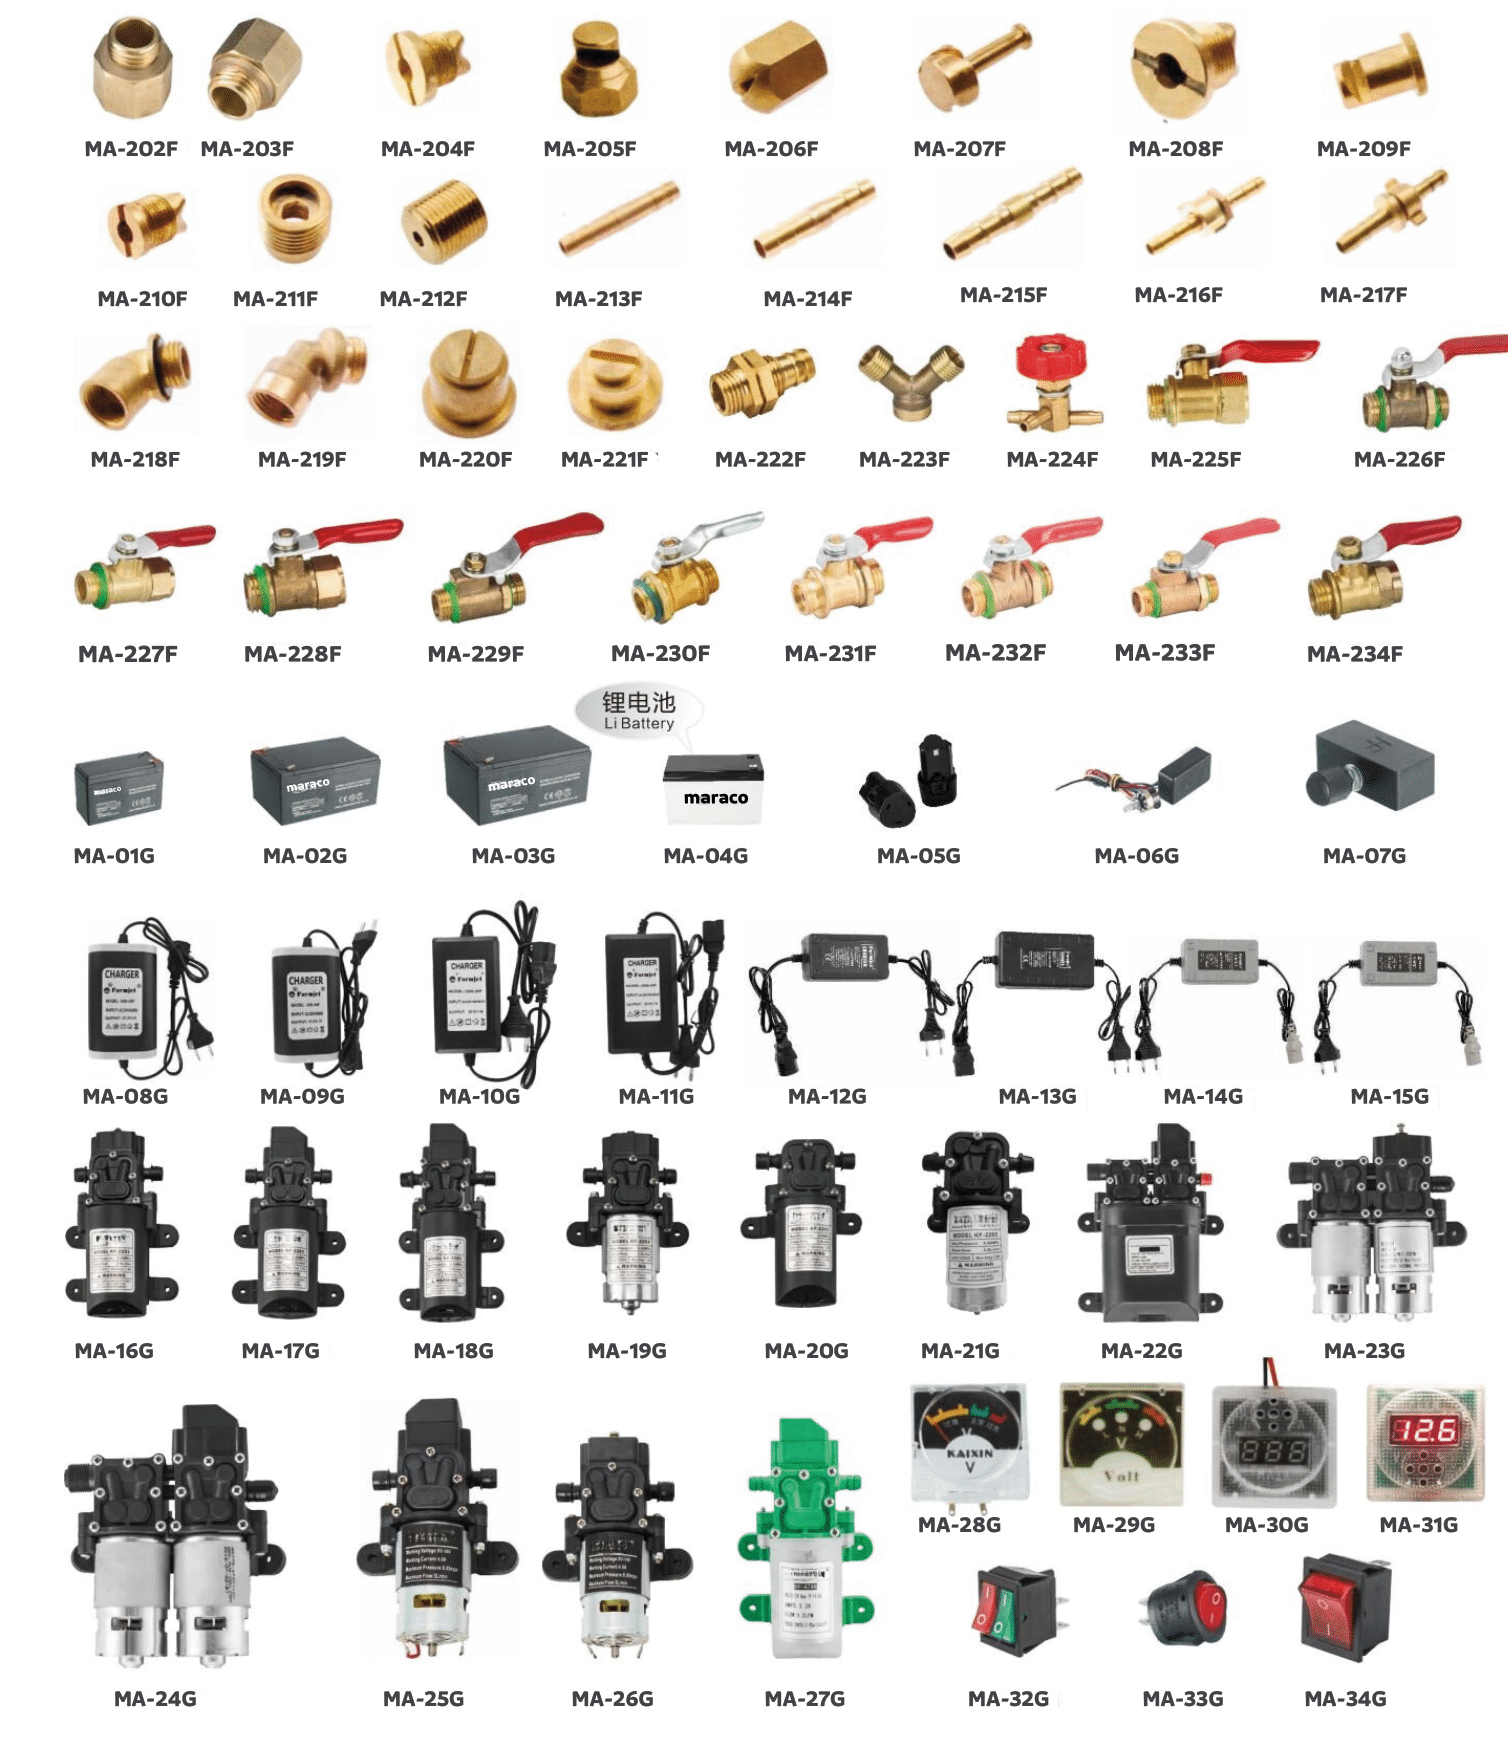 MA-202F MA-203F MA-204F MA-205F MA-206F MA-207F MA-208F MA-209F
MA-210F MA-211F MA-212F MA-213F MA-214F MA-215F MA-216F MA-217F
MA-218F MA-219F MA-220F MA-221F MA-222F MA-223F MA-224F MA-225F MA-226F
MA-227F MA-228F MA-229F MA-230F MA-231F MA-232F MA-233F MA-234F
锂电池
Li Battery
maraco maraco maraco maraco
MA-01G MA-02G MA-03G MA-04G MA-05G MA-06G MA-07G
CHARGER CHARGER CHARGER CHARGER
Farmjet Farmjet Farmjet Farmjet
MA-08G MA-09G MA-10G MA-11G MA-12G MA-13G MA-14G MA-15G
MA-16G MA-17G MA-18G MA-19G MA-20G MA-21G MA-22G MA-23G
KAIXIN
V
L S H
V
Volt
12.6
MA-28G MA-29G MA-30G MA-31G
MA-24G MA-25G MA-26G MA-27G MA-32G MA-33G MA-34G